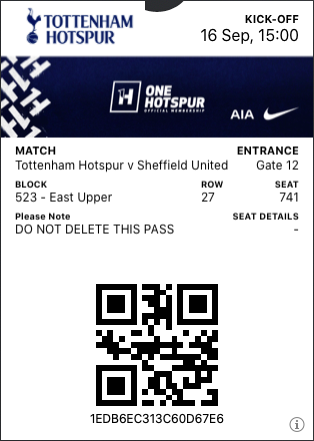 TOTTENHAM
HOTSPUR
KICK-OFF
16 Sep, 15:00
1H
ONE
HOTSPUR
OFFICIAL MEMBERSHIP
AIA
MATCH
ENTRANCE
Tottenham Hotspur v Sheffield United
Gate 12
BLOCK
ROW
SEAT
523 - East Upper
27
741
Please Note
SEAT DETAILS
DO NOT DELETE THIS PASS
-
1EDB6EC313C60D67E6